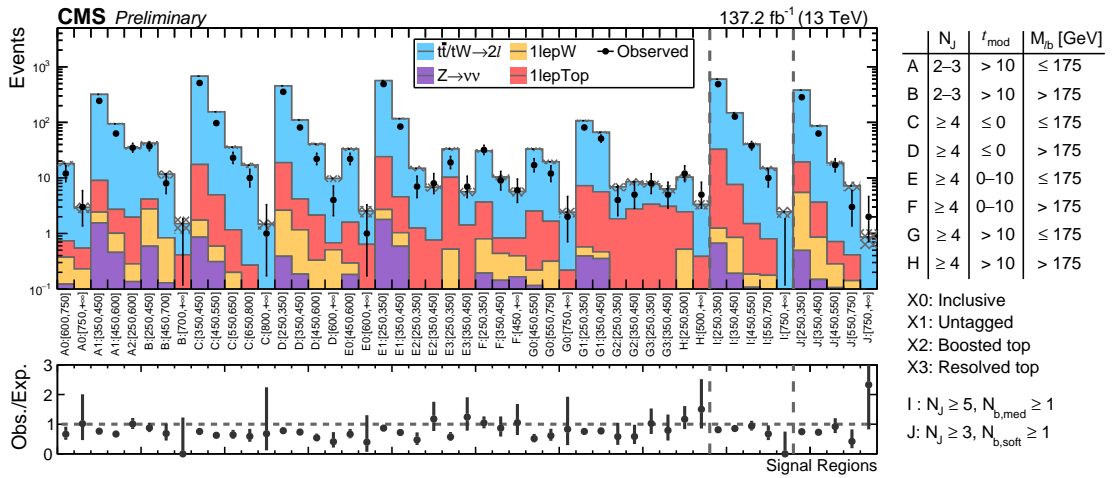 CMS Preliminary
137.2 fb⁻¹ (13 TeV)
Events
10³
10²
10
1
10⁻¹
tt̄/tW→2l
1lepW
Observed
Z→νν
1lepTop
A0:[600,750]
A0:[750,+∞]
A1:[350,450]
A1:[450,600]
A2:[250,600]
B:[250,450]
B:[450,700]
B:[700,+∞]
C:[350,450]
C:[450,550]
C:[550,650]
C:[650,800]
C:[800,+∞]
D:[250,350]
D:[350,450]
D:[450,600]
D:[600,+∞]
E0:[450,600]
E0:[600,+∞]
E1:[250,350]
E1:[350,450]
E2:[250,350]
E2:[350,450]
E3:[250,350]
E3:[350,450]
F:[250,350]
F:[350,450]
F:[450,+∞]
G0:[450,550]
G0:[550,750]
G0:[750,+∞]
G1:[250,350]
G1:[350,450]
G2:[250,350]
G2:[350,450]
G3:[250,350]
G3:[350,450]
H:[250,500]
H:[500,+∞]
I:[250,350]
I:[350,450]
I:[450,550]
I:[550,750]
I:[750,+∞]
J:[250,350]
J:[350,450]
J:[450,550]
J:[550,750]
J:[750,+∞]
Obs./Exp.
3
2
1
0
Signal Regions
N_J t_mod M_lb [GeV]
A 2–3 > 10 ≤ 175
B 2–3 > 10 > 175
C ≥ 4 ≤ 0 ≤ 175
D ≥ 4 ≤ 0 > 175
E ≥ 4 0–10 ≤ 175
F ≥ 4 0–10 > 175
G ≥ 4 > 10 ≤ 175
H ≥ 4 > 10 > 175
X0: Inclusive
X1: Untagged
X2: Boosted top
X3: Resolved top
I : N_J ≥ 5, N_b,med ≥ 1
J: N_J ≥ 3, N_b,soft ≥ 1